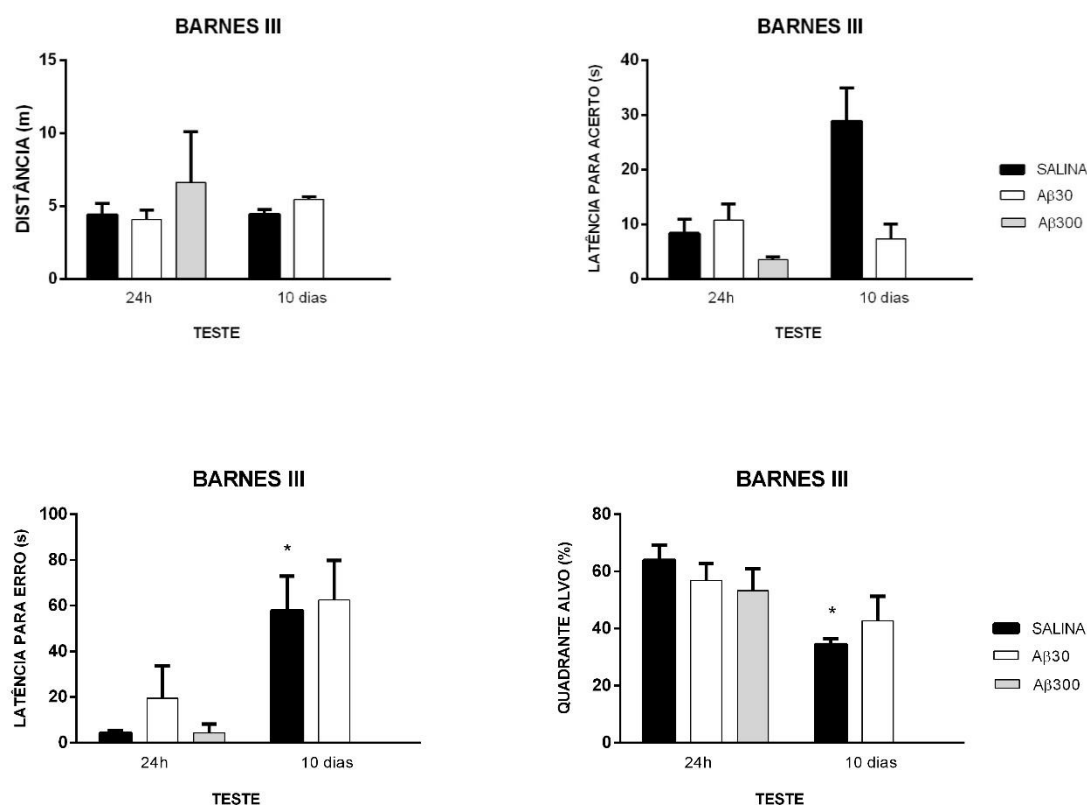 BARNES III
DISTÂNCIA (m)
15
10
5
0
24h
10 dias
TESTE
BARNES III
LATÊNCIA PARA ACERTO (s)
40
30
20
10
0
24h
10 dias
TESTE
SALINA
Aβ30
Aβ300
BARNES III
LATÊNCIA PARA ERRO (s)
100
80
60
40
20
0
*
24h
10 dias
TESTE
BARNES III
QUADRANTE ALVO (%)
80
60
40
20
0
*
24h
10 dias
TESTE
SALINA
Aβ30
Aβ300